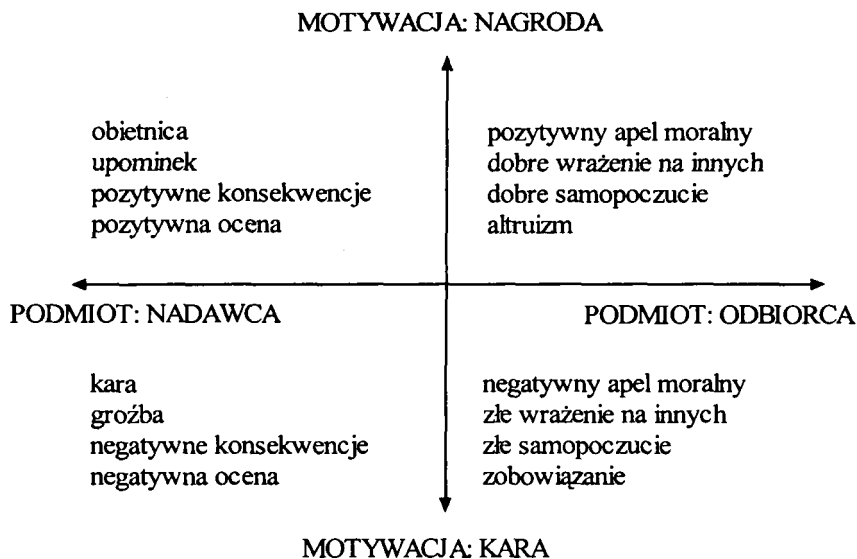 MOTYWACJA: NAGRODA
obietnica
upominek
pozytywne konsekwencje
pozytywna ocena
pozytywny apel moralny
dobre wrażenie na innych
dobre samopoczucie
altruizm
PODMIOT: NADAWCA
PODMIOT: ODBIORCA
kara
groźba
negatywne konsekwencje
negatywna ocena
negatywny apel moralny
złe wrażenie na innych
złe samopoczucie
zobowiązanie
MOTYWACJA: KARA